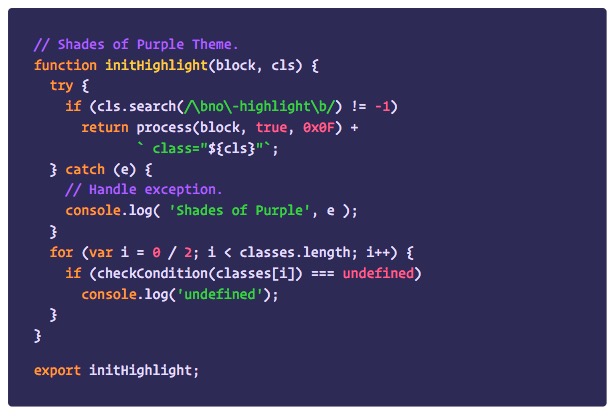 // Shades of Purple Theme.
function initHighlight(block, cls) {
  try {
    if (cls.search(/\bno\-highlight\b/) != -1)
      return process(block, true, 0x0F) +
             ` class="${cls}"`;
  } catch (e) {
    // Handle exception.
    console.log( 'Shades of Purple', e );
  }
  for (var i = 0 / 2; i < classes.length; i++) {
    if (checkCondition(classes[i]) === undefined)
      console.log('undefined');
  }
}
export initHighlight;